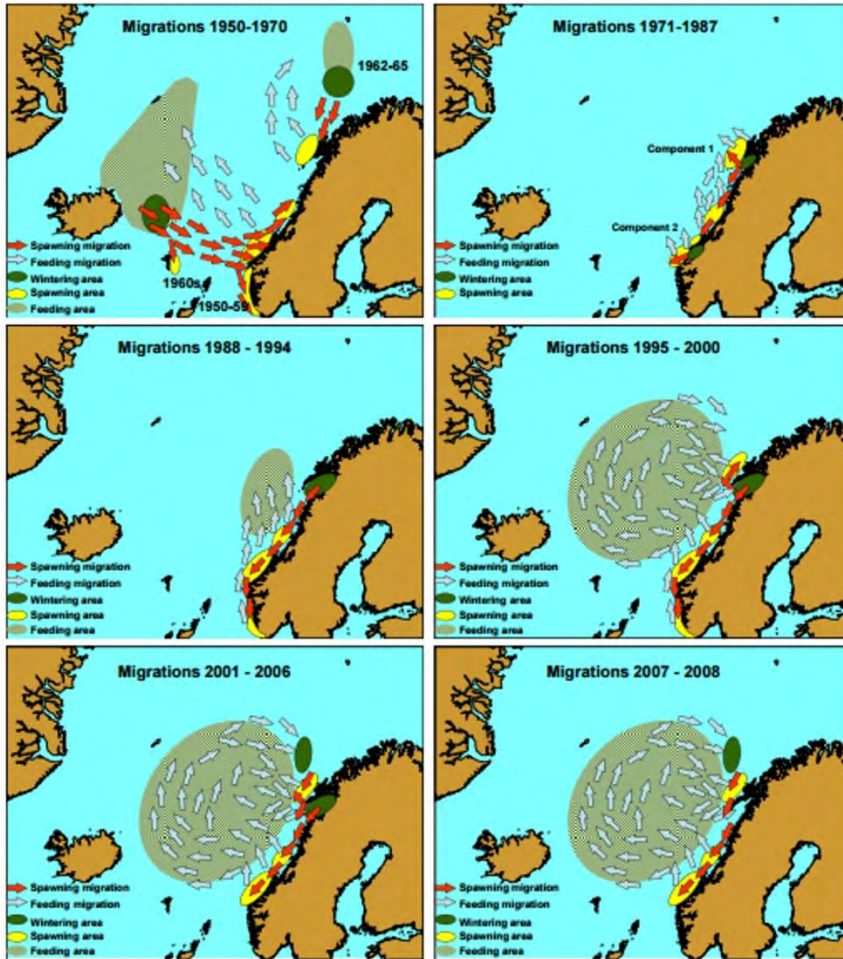 Migrations 1950-1970
1962-65
Spawning migration
Feeding migration
Wintering area
Spawning area
Feeding area
1960s
1950-59
Migrations 1971-1987
Component 1
Component 2
Spawning migration
Feeding migration
Wintering area
Spawning area
Migrations 1988 - 1994
Spawning migration
Feeding migration
Wintering area
Spawning area
Feeding area
Migrations 1995 - 2000
Spawning migration
Feeding migration
Wintering area
Spawning area
Feeding area
Migrations 2001 - 2006
Spawning migration
Feeding migration
Wintering area
Spawning area
Feeding area
Migrations 2007 - 2008
Spawning migration
Feeding migration
Wintering area
Spawning area
Feeding area